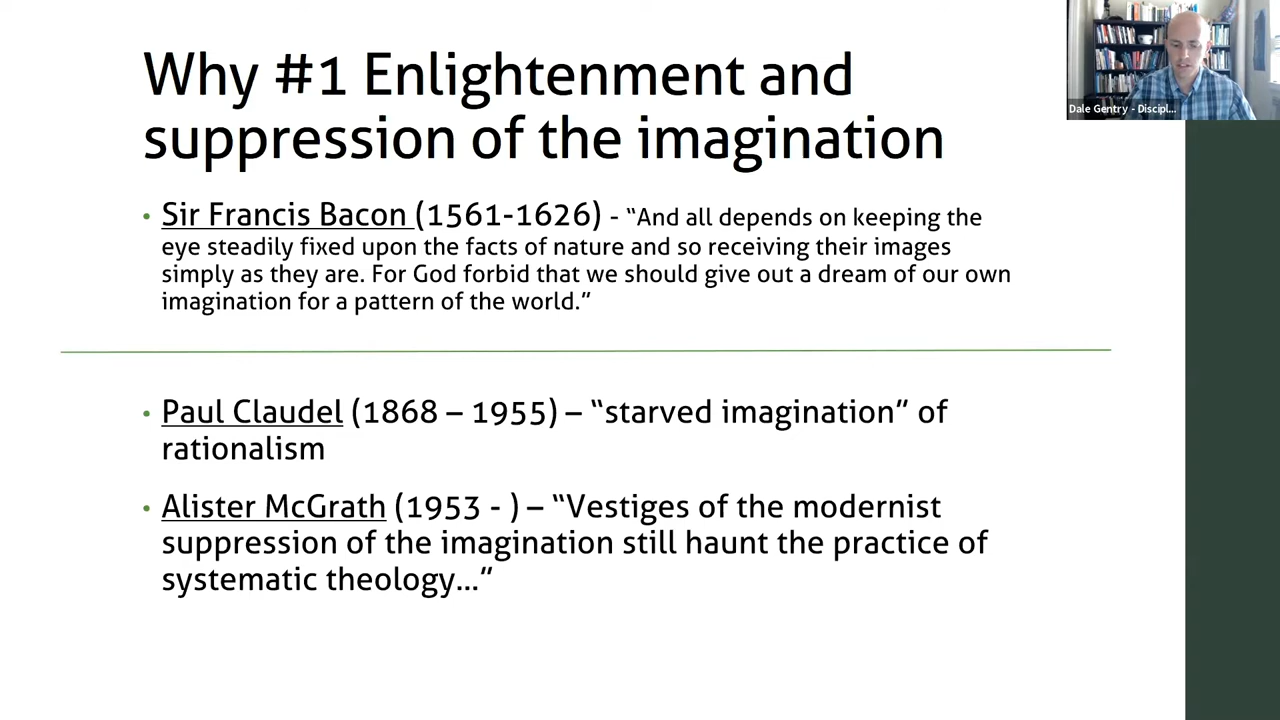 Why #1 Enlightenment and
suppression of the imagination
• Sir Francis Bacon (1561-1626) - “And all depends on keeping the
eye steadily fixed upon the facts of nature and so receiving their images
simply as they are. For God forbid that we should give out a dream of our own
imagination for a pattern of the world.”
• Paul Claudel (1868 – 1955) – “starved imagination” of
rationalism
• Alister McGrath (1953 - ) – “Vestiges of the modernist
suppression of the imagination still haunt the practice of
systematic theology…”
Dale Gentry - Discipl...